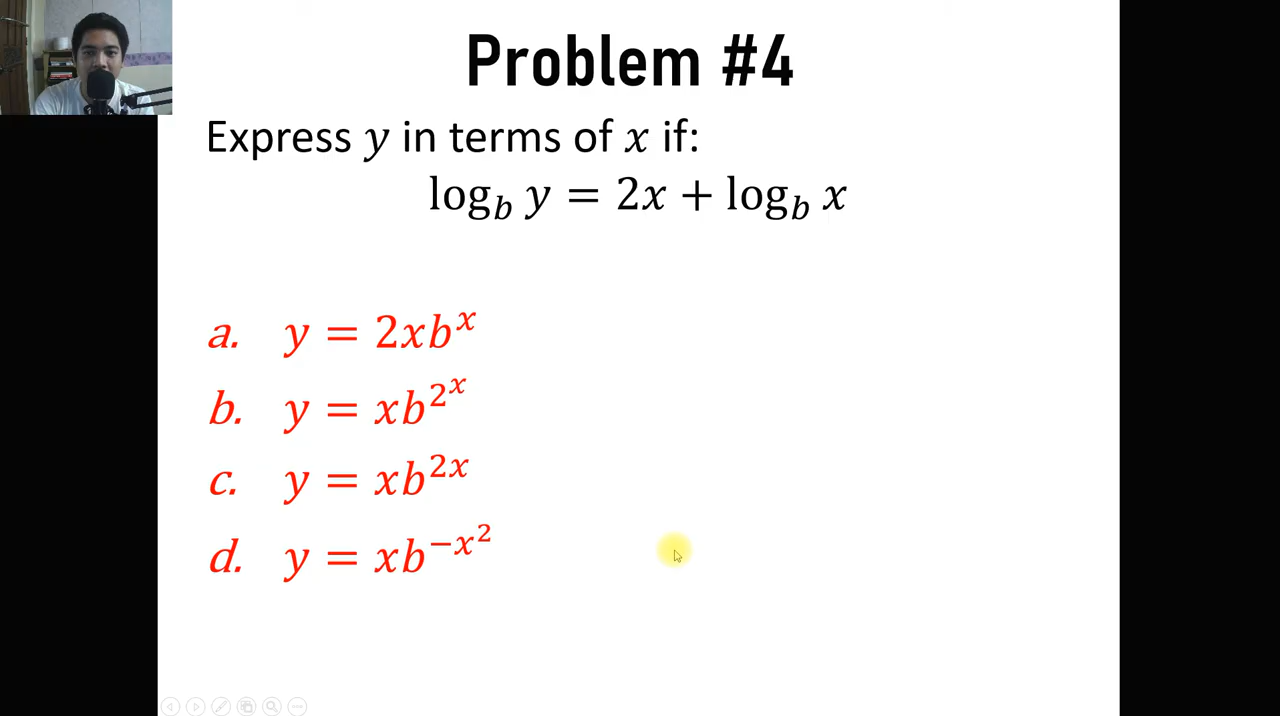 Problem #4
Express y in terms of x if:
log_b y = 2x + log_b x
a. y = 2xb^x
b. y = xb^{2^x}
c. y = xb^{2x}
d. y = xb^{-x^2}